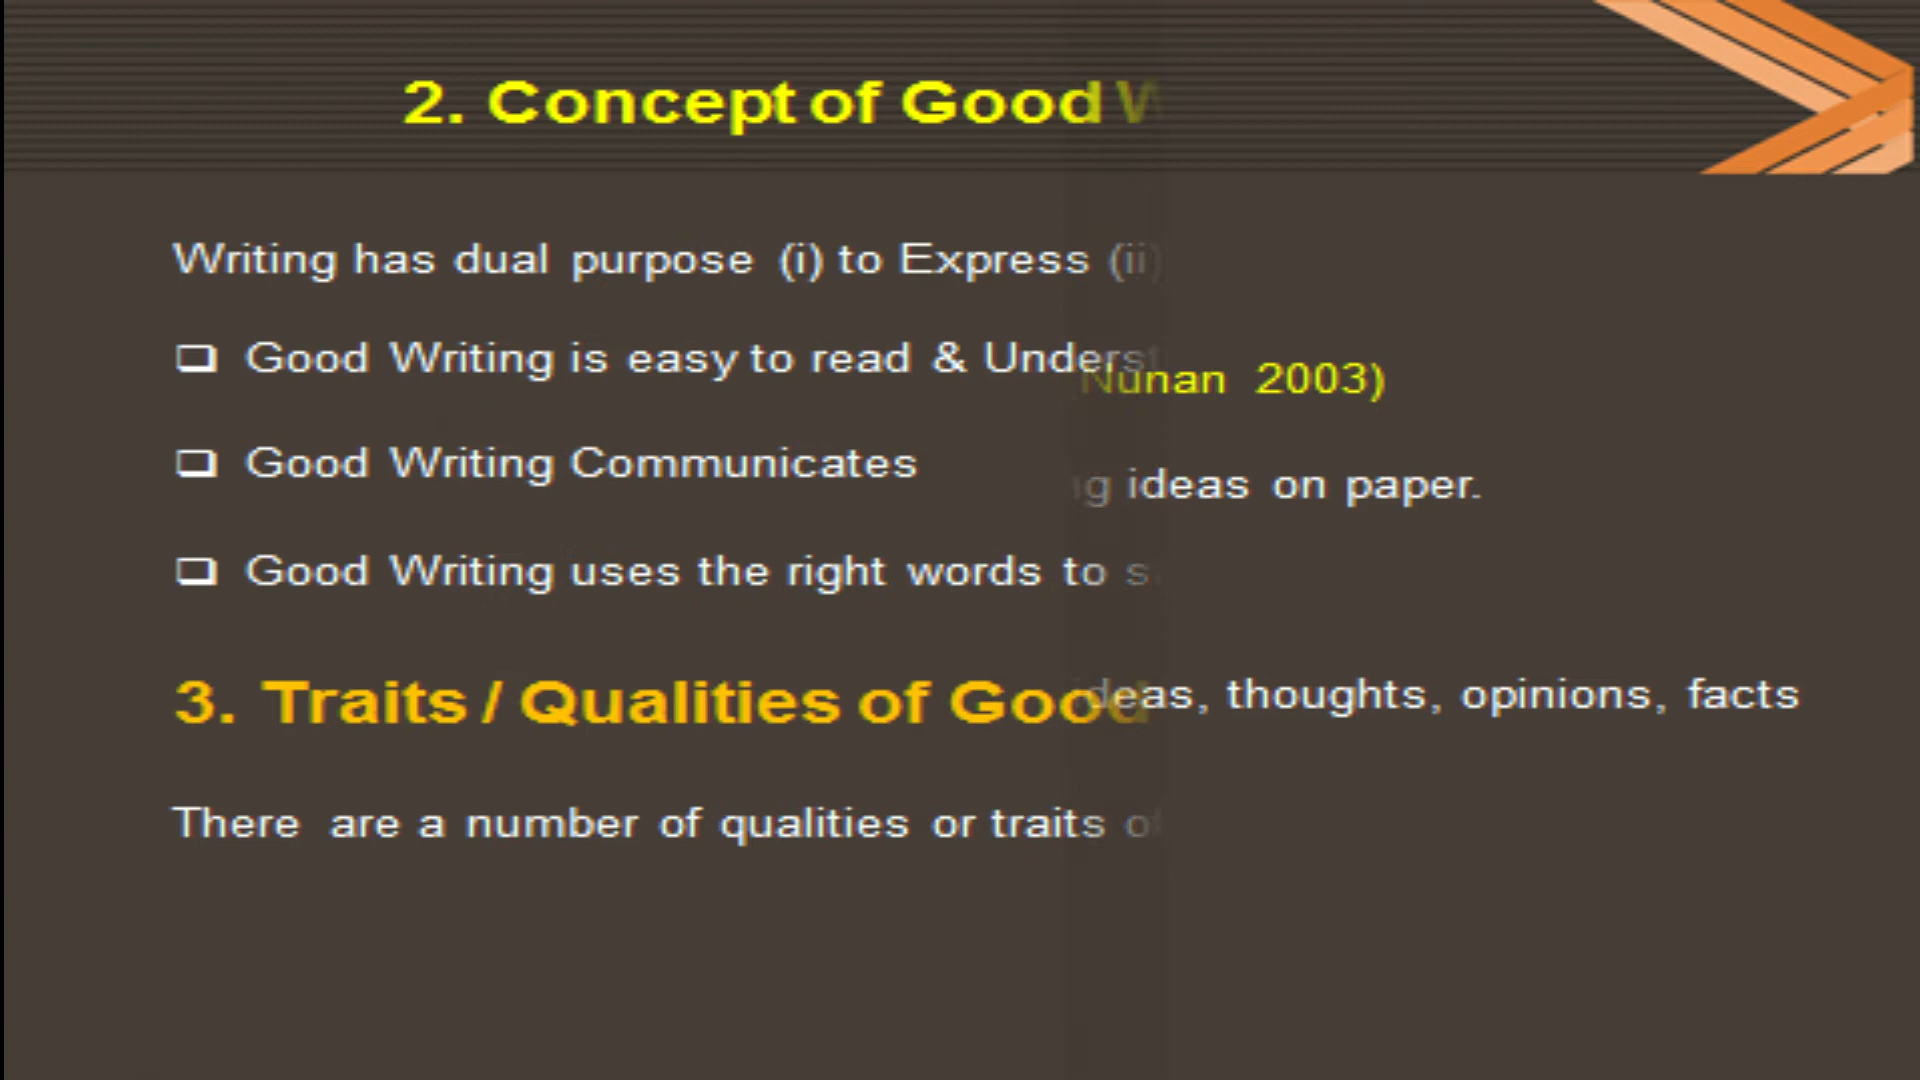 2. Concept of Good
Writing has dual purpose (i) to Express (ii)
Good Writing is easy to read &
Nunan 2003)
Good Writing Communicates
ideas on paper.
Good Writing uses the right words to
3. Traits / Qualities of Good
ideas, thoughts, opinions, facts
There are a number of qualities or traits